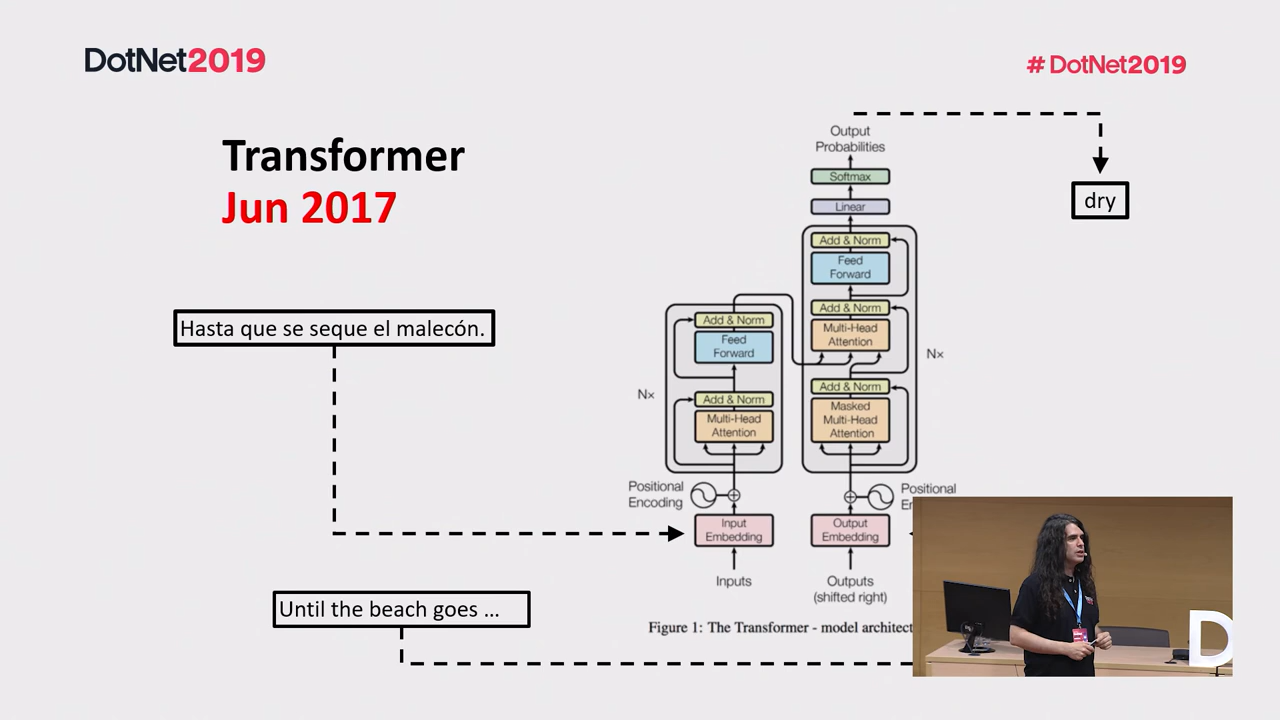 DotNet2019
# DotNet2019
Transformer
Jun 2017
Output
Probabilities
dry
Softmax
Linear
Add & Norm
Feed
Forward
Add & Norm
Multi-Head
Attention
Nx
Add & Norm
Masked
Multi-Head
Attention
Hasta que se seque el malecón.
Add & Norm
Feed
Forward
Nx
Add & Norm
Multi-Head
Attention
Positional
Encoding
Positional
Input
Embedding
Output
Embedding
Inputs
Outputs
(shifted right)
Until the beach goes ...
Figure 1: The Transformer - model
D